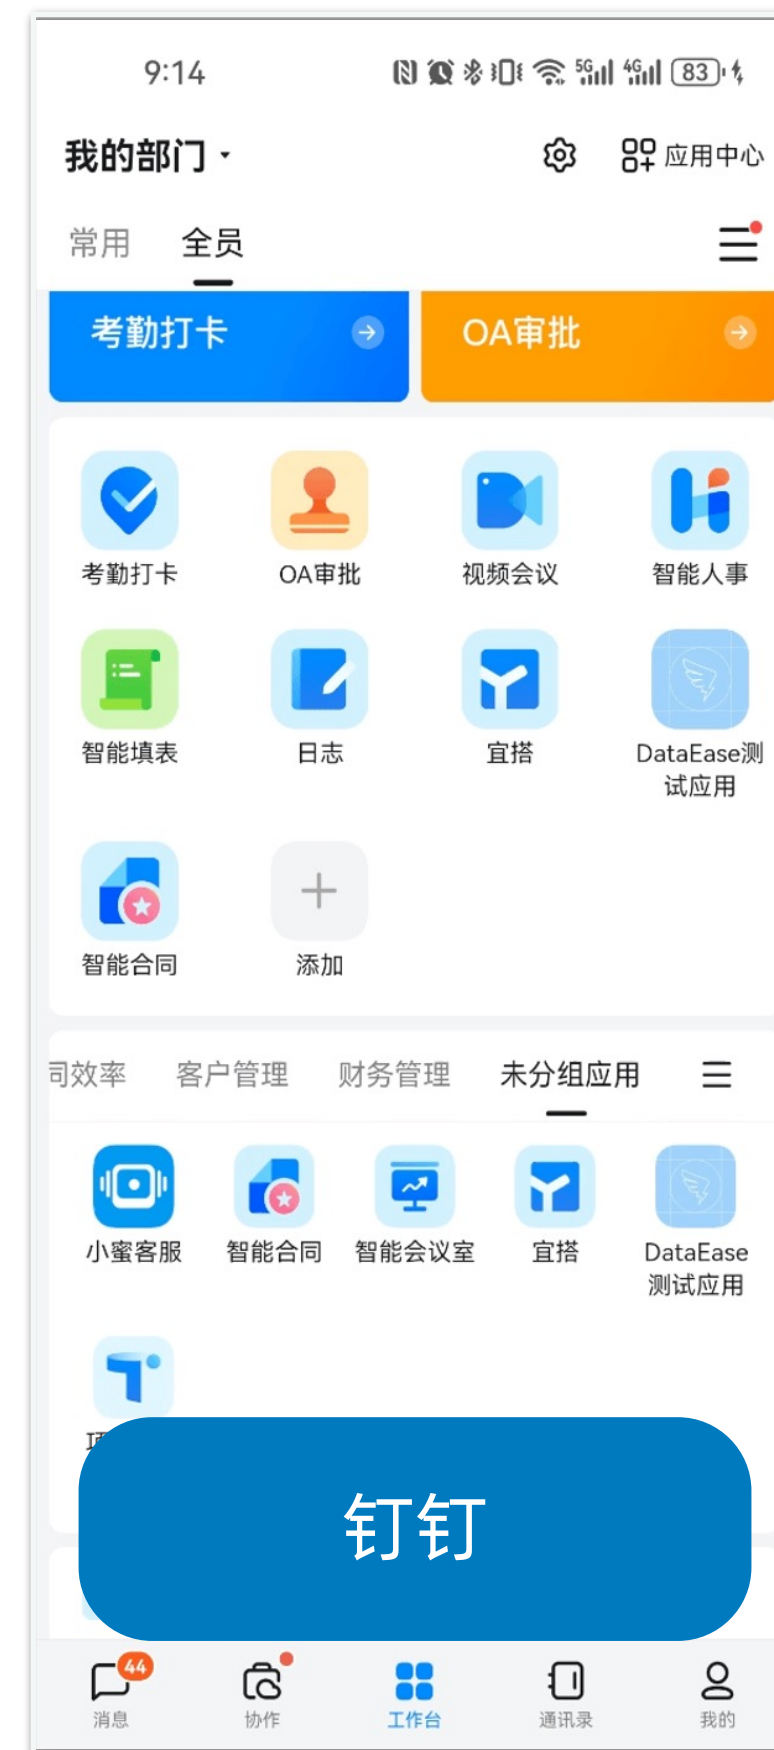 9:14 5G 4G 83
我的部门 应用中心
常用 全员
考勤打卡 OA审批
考勤打卡 OA审批 视频会议 智能人事
智能填表 日志 宜搭 DataEase测
试应用
智能合同 添加
司效率 客户管理 财务管理 未分组应用
小蜜客服 智能合同 智能会议室 宜搭 DataEase
测试应用
钉钉
44
消息 协作 工作台 通讯录 我的